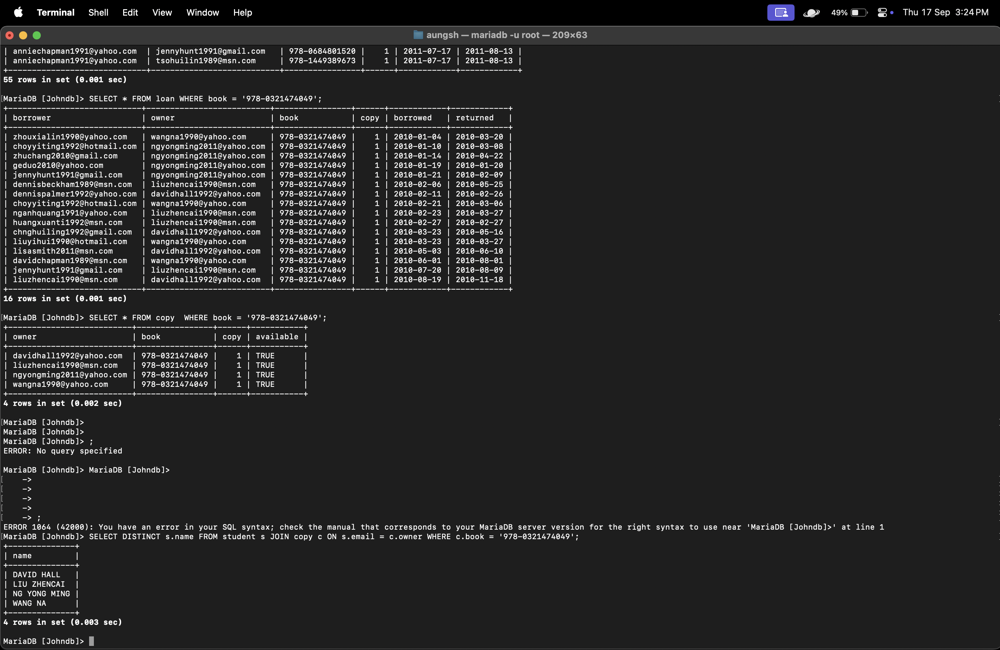 Terminal Shell Edit View Window Help 49% Thu 17 Sep 3:24 PM
aungsh — mariadb -u root — 209×63
| anniechapman1991@yahoo.com  | jennyhunt1991@gmail.com   | 978-0684801520 |    1 | 2011-07-17 | 2011-08-13 |
| anniechapman1991@yahoo.com  | tsohuilin1989@msn.com     | 978-1449389673 |    1 | 2011-07-17 | 2011-08-13 |
+-----------------------------+---------------------------+----------------+------+------------+------------+
55 rows in set (0.001 sec)
[MariaDB [Johndb]> SELECT * FROM loan WHERE book = '978-0321474049';
+----------------------------+--------------------------+----------------+------+------------+------------+
| borrower                   | owner                    | book           | copy | borrowed   | returned   |
+----------------------------+--------------------------+----------------+------+------------+------------+
| zhouxialin1990@yahoo.com   | wangna1990@yahoo.com     | 978-0321474049 |    1 | 2010-01-04 | 2010-03-20 |
| choyyiting1992@hotmail.com | ngyongming2011@yahoo.com | 978-0321474049 |    1 | 2010-01-10 | 2010-03-08 |
| zhuchang2010@gmail.com     | ngyongming2011@yahoo.com | 978-0321474049 |    1 | 2010-01-14 | 2010-04-22 |
| geduo2010@yahoo.com        | ngyongming2011@yahoo.com | 978-0321474049 |    1 | 2010-01-19 | 2010-01-20 |
| jennyhunt1991@gmail.com    | ngyongming2011@yahoo.com | 978-0321474049 |    1 | 2010-01-21 | 2010-02-09 |
| dennisbeckham1989@msn.com  | liuzhencai1990@msn.com   | 978-0321474049 |    1 | 2010-02-06 | 2010-05-25 |
| dennispalmer1992@yahoo.com | davidhall1992@yahoo.com  | 978-0321474049 |    1 | 2010-02-11 | 2010-02-26 |
| choyyiting1992@hotmail.com | wangna1990@yahoo.com     | 978-0321474049 |    1 | 2010-02-21 | 2010-03-06 |
| nganhquang1991@yahoo.com   | liuzhencai1990@msn.com   | 978-0321474049 |    1 | 2010-02-23 | 2010-03-27 |
| huangxuanti1992@msn.com    | liuzhencai1990@msn.com   | 978-0321474049 |    1 | 2010-02-27 | 2010-02-27 |
| chnghuiling1992@gmail.com  | davidhall1992@yahoo.com  | 978-0321474049 |    1 | 2010-03-23 | 2010-05-16 |
| liuyihui1990@hotmail.com   | wangna1990@yahoo.com     | 978-0321474049 |    1 | 2010-03-23 | 2010-03-27 |
| lisasmith2011@msn.com      | davidhall1992@yahoo.com  | 978-0321474049 |    1 | 2010-05-03 | 2010-06-10 |
| davidchapman1989@msn.com   | wangna1990@yahoo.com     | 978-0321474049 |    1 | 2010-06-01 | 2010-08-01 |
| jennyhunt1991@gmail.com    | liuzhencai1990@msn.com   | 978-0321474049 |    1 | 2010-07-20 | 2010-08-09 |
| liuzhencai1990@msn.com     | davidhall1992@yahoo.com  | 978-0321474049 |    1 | 2010-08-19 | 2010-11-18 |
+----------------------------+--------------------------+----------------+------+------------+------------+
16 rows in set (0.001 sec)
[MariaDB [Johndb]> SELECT * FROM copy  WHERE book = '978-0321474049';
+--------------------------+----------------+------+-----------+
| owner                    | book           | copy | available |
+--------------------------+----------------+------+-----------+
| davidhall1992@yahoo.com  | 978-0321474049 |    1 | TRUE      |
| liuzhencai1990@msn.com   | 978-0321474049 |    1 | TRUE      |
| ngyongming2011@yahoo.com | 978-0321474049 |    1 | TRUE      |
| wangna1990@yahoo.com     | 978-0321474049 |    1 | TRUE      |
+--------------------------+----------------+------+-----------+
4 rows in set (0.002 sec)
[MariaDB [Johndb]>
MariaDB [Johndb]>
MariaDB [Johndb]> ;
ERROR: No query specified
MariaDB [Johndb]> MariaDB [Johndb]>
[    ->
[    ->
[    ->
[    ->
[    -> ;
ERROR 1064 (42000): You have an error in your SQL syntax; check the manual that corresponds to your MariaDB server version for the right syntax to use near 'MariaDB [Johndb]>' at line 1
[MariaDB [Johndb]> SELECT DISTINCT s.name FROM student s JOIN copy c ON s.email = c.owner WHERE c.book = '978-0321474049';
+--------------+
| name         |
+--------------+
| DAVID HALL   |
| LIU ZHENCAI  |
| NG YONG MING |
| WANG NA      |
+--------------+
4 rows in set (0.003 sec)
MariaDB [Johndb]>